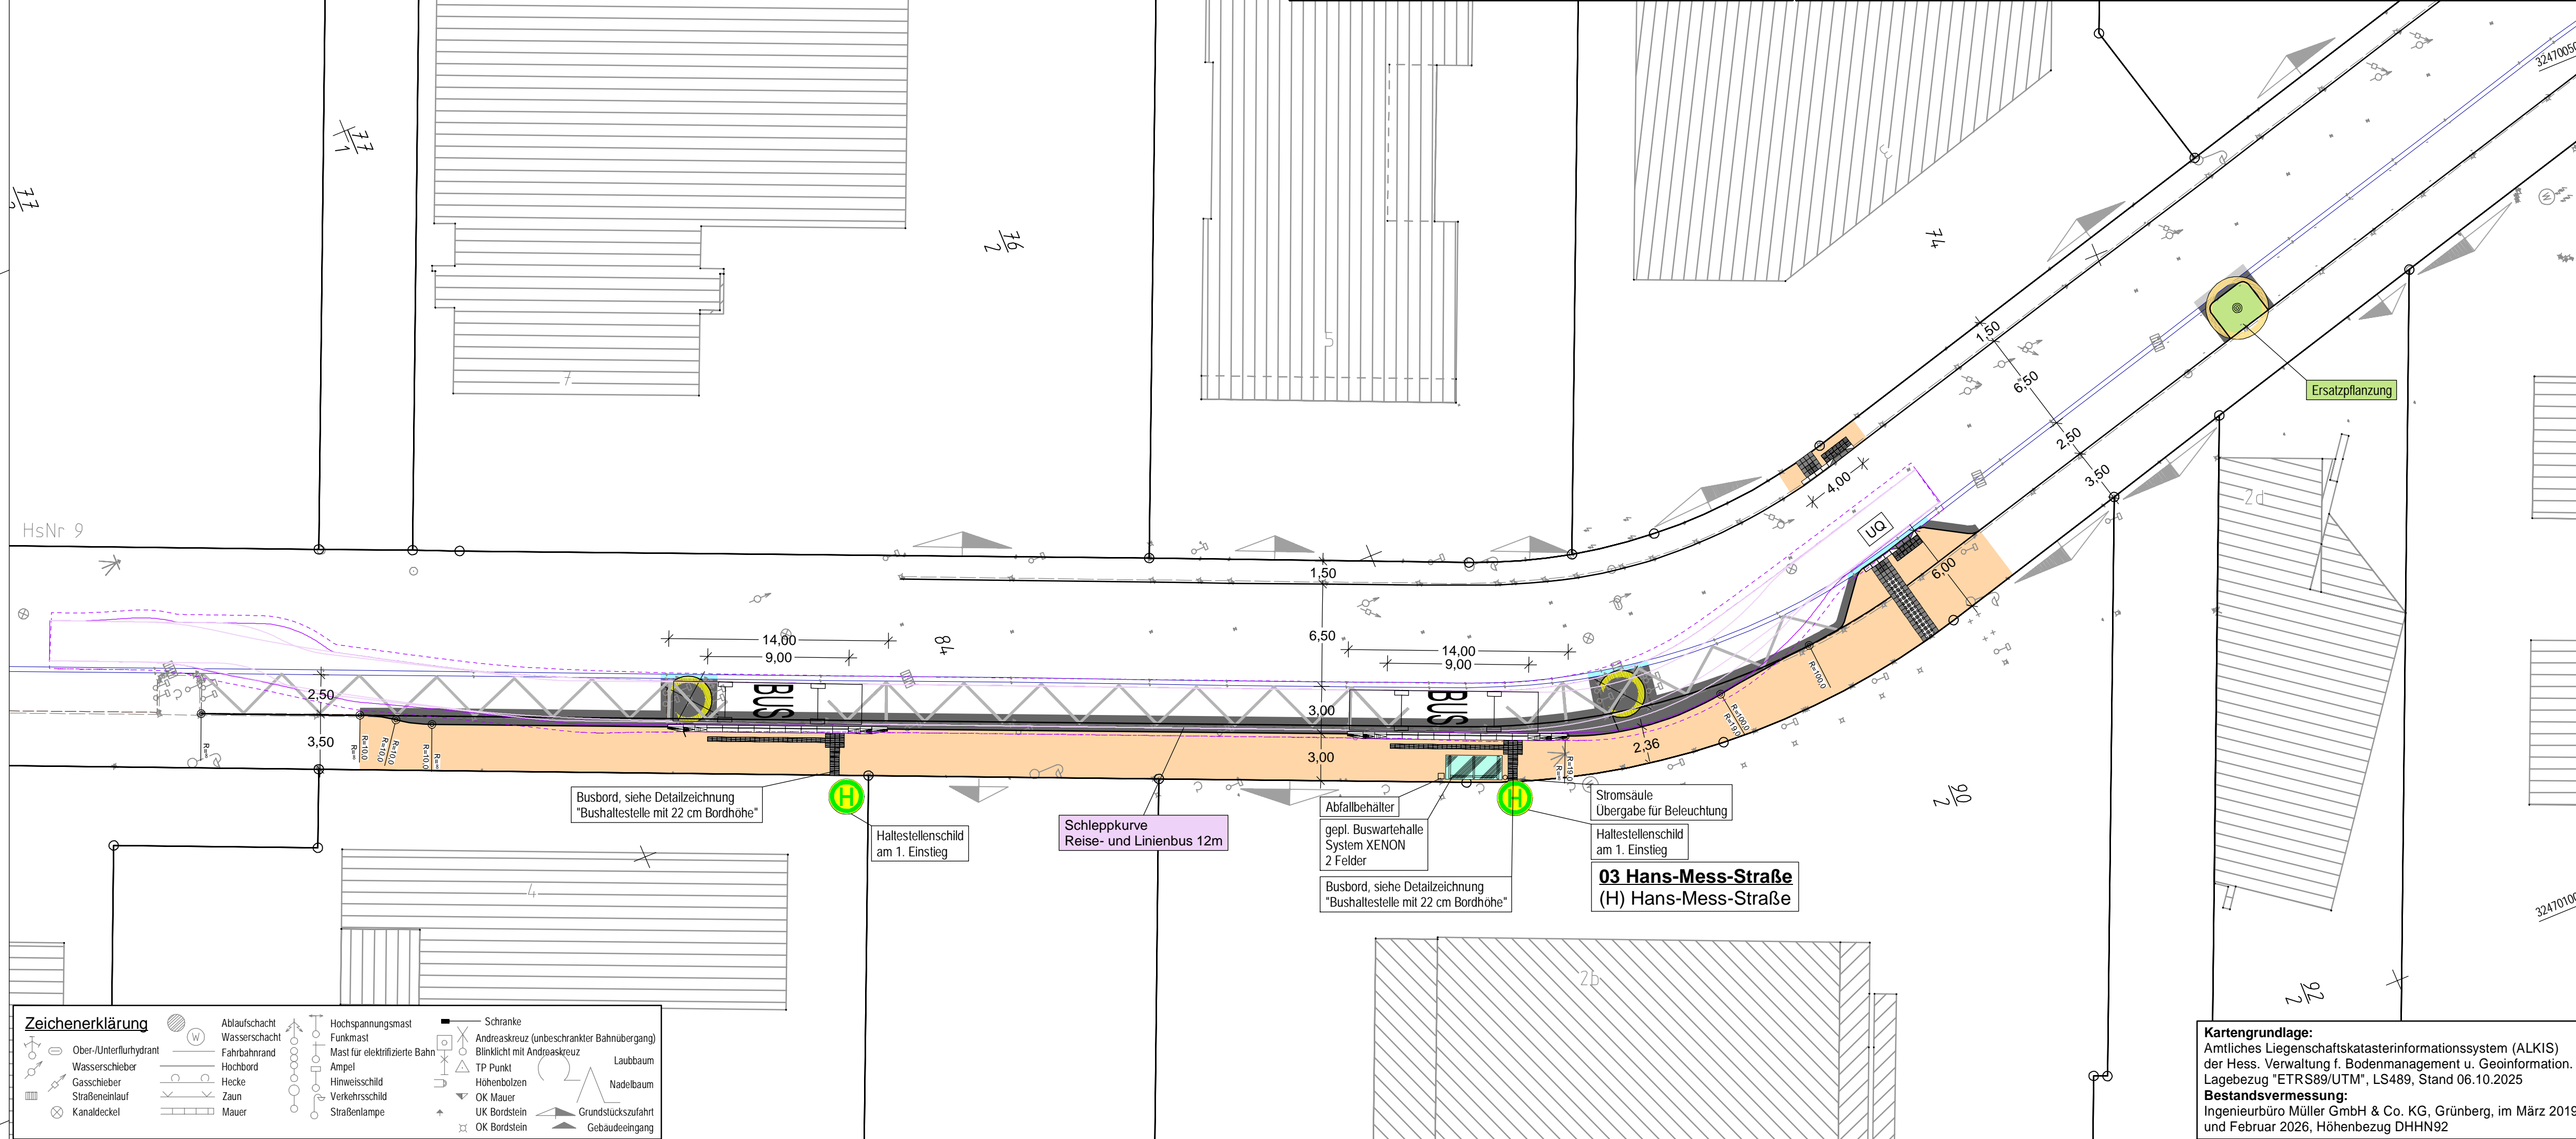 77
1
77
76
2
74
3
5
7
HsNr 9
84
1,50
6,50
2,50
3,50
4,00
UQ
6,00
32470050
Ersatzpflanzung
2d
1,50
6,50
3,00
3,00
14,00
9,00
BUS
14,00
9,00
BUS
2,50
3,50
2,36
R=∞
R=10,0
R=∞
R=10,0
R=100,0
R=10,0
R=∞
R=19,0
R=∞
R=100,0
R=19,0
R=100,0
H
H
Busbord, siehe Detailzeichnung
"Bushaltestelle mit 22 cm Bordhöhe"
Haltestellenschild
am 1. Einstieg
Schleppkurve
Reise- und Linienbus 12m
Abfallbehälter
gepl. Buswartehalle
System XENON
2 Felder
Busbord, siehe Detailzeichnung
"Bushaltestelle mit 22 cm Bordhöhe"
Stromsäule
Übergabe für Beleuchtung
Haltestellenschild
am 1. Einstieg
03 Hans-Mess-Straße
(H) Hans-Mess-Straße
90
2
92
2
4
2b
W
3247010
Zeichenerklärung
Ober-/Unterflurhydrant
Wasserschieber
Gasschieber
Straßeneinlauf
Kanaldeckel
W
Ablaufschacht
Wasserschacht
Fahrbahnrand
Hochbord
Hecke
Zaun
Mauer
Hochspannungsmast
Funkmast
Mast für elektrifizierte Bahn
Ampel
Hinweisschild
Verkehrsschild
Straßenlampe
Schranke
Andreaskreuz (unbeschrankter Bahnübergang)
Blinklicht mit Andreaskreuz
TP Punkt
Höhenbolzen
OK Mauer
UK Bordstein
OK Bordstein
Laubbaum
Nadelbaum
Grundstückszufahrt
Gebäudeeingang
Kartengrundlage:
Amtliches Liegenschaftskatasterinformationssystem (ALKIS)
der Hess. Verwaltung f. Bodenmanagement u. Geoinformation.
Lagebezug "ETRS89/UTM", LS489, Stand 06.10.2025
Bestandsvermessung:
Ingenieurbüro Müller GmbH & Co. KG, Grünberg, im März 2019
und Februar 2026, Höhenbezug DHHN92